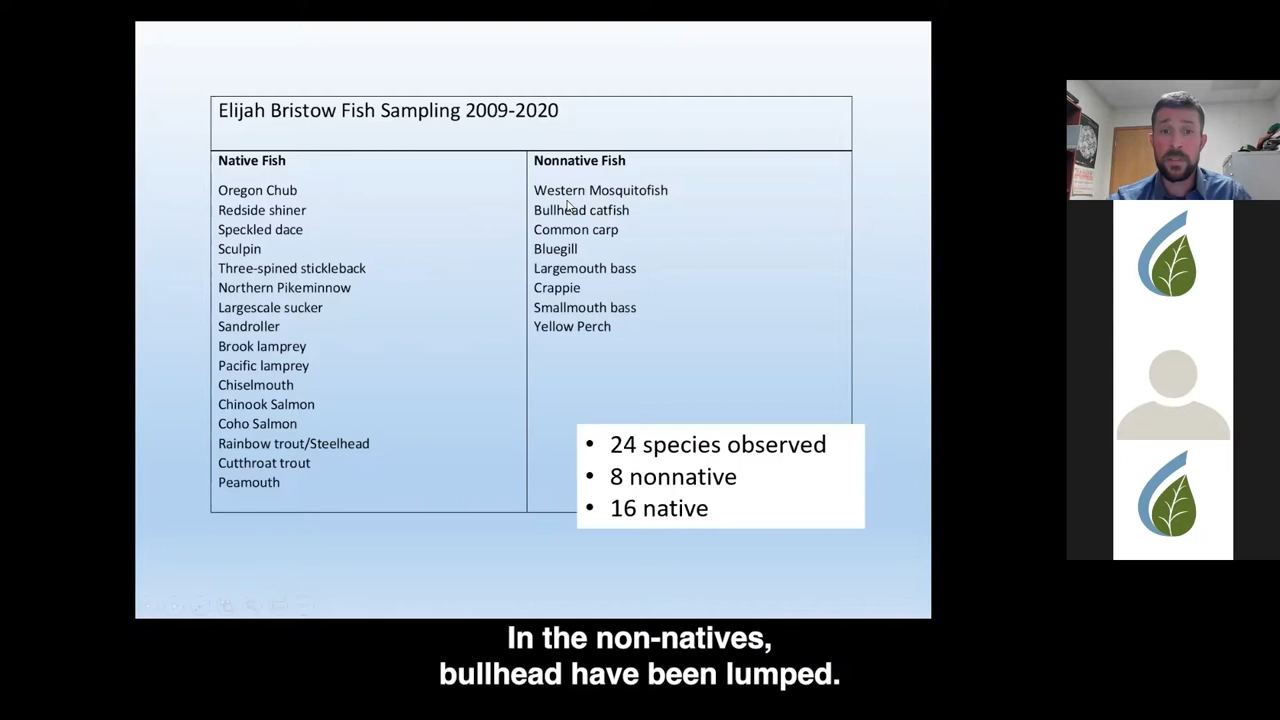 Elijah Bristow Fish Sampling 2009-2020
Native Fish
Oregon Chub
Redside shiner
Speckled dace
Sculpin
Three-spined stickleback
Northern Pikeminnow
Largescale sucker
Sandroller
Brook lamprey
Pacific lamprey
Chiselmouth
Chinook Salmon
Coho Salmon
Rainbow trout/Steelhead
Cutthroat trout
Peamouth
Nonnative Fish
Western Mosquitofish
Bullhead catfish
Common carp
Bluegill
Largemouth bass
Crappie
Smallmouth bass
Yellow Perch
• 24 species observed
• 8 nonnative
• 16 native
In the non-natives,
bullhead have been lumped.